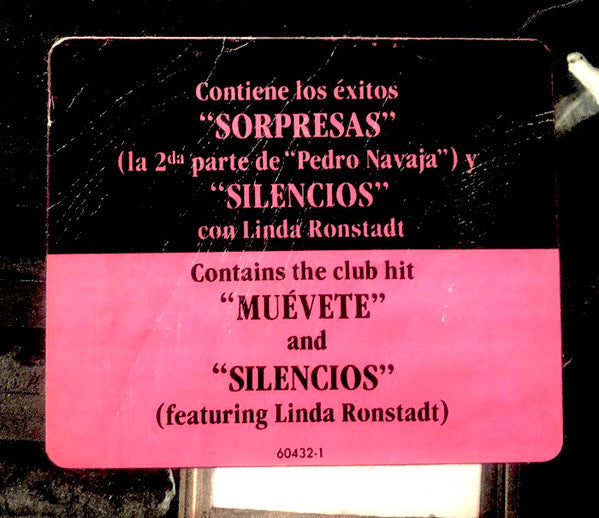 Contiene los éxitos
“SORPRESAS”
(la 2da parte de “Pedro Navaja”) y
“SILENCIOS”
con Linda Ronstadt
Contains the club hit
“MUÉVETE”
and
“SILENCIOS”
(featuring Linda Ronstadt)
60432-1